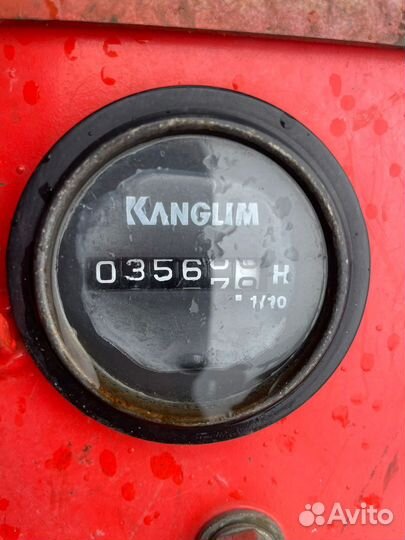 KANGLIM
0356 H
1/10
Avito